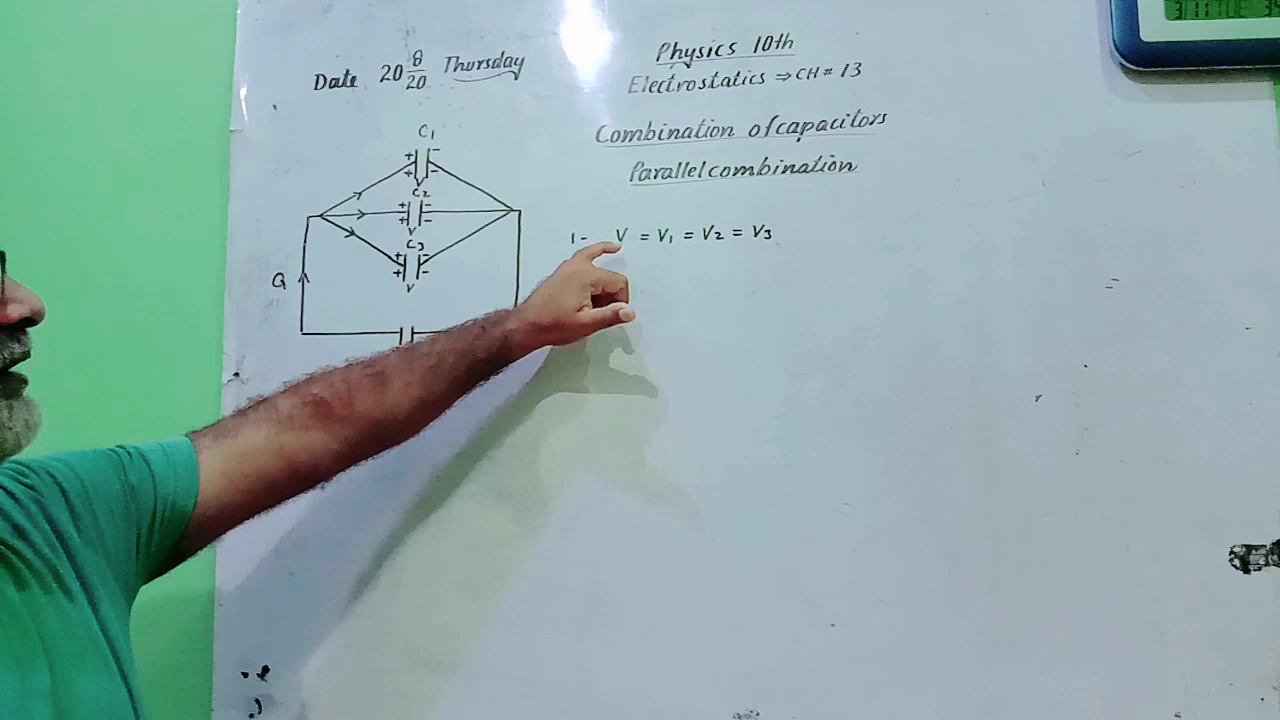 Date 20 8/20 Thursday
Physics 10th
Electrostatics ⇒ CH # 13
Combination of capacitors
Parallel combination
C1
+ -
+ -
V
C2
+ -
+ -
V
C3
+ -
+ -
V
Q
1- V = V1 = V2 = V3